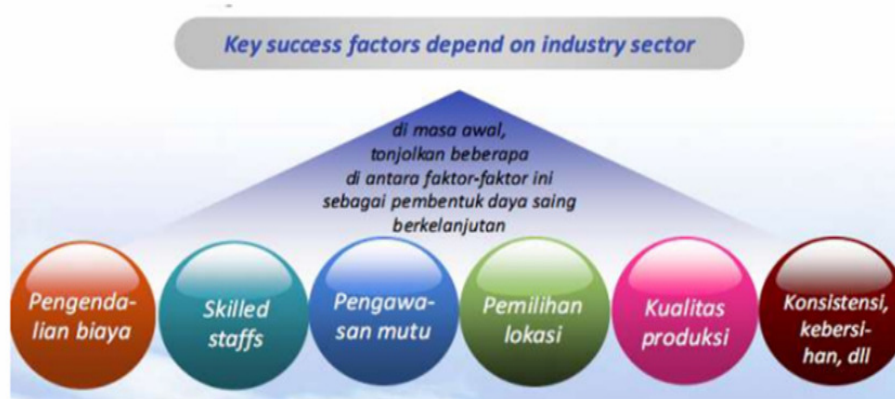 Key success factors depend on industry sector
di masa awal,
tonjolkan beberapa
di antara faktor-faktor ini
sebagai pembentuk daya saing
berkelanjutan
Pengenda-
lian biaya
Skilled
staffs
Pengawa-
san mutu
Pemilihan
lokasi
Kualitas
produksi
Konsistensi,
kebersi-
han, dll